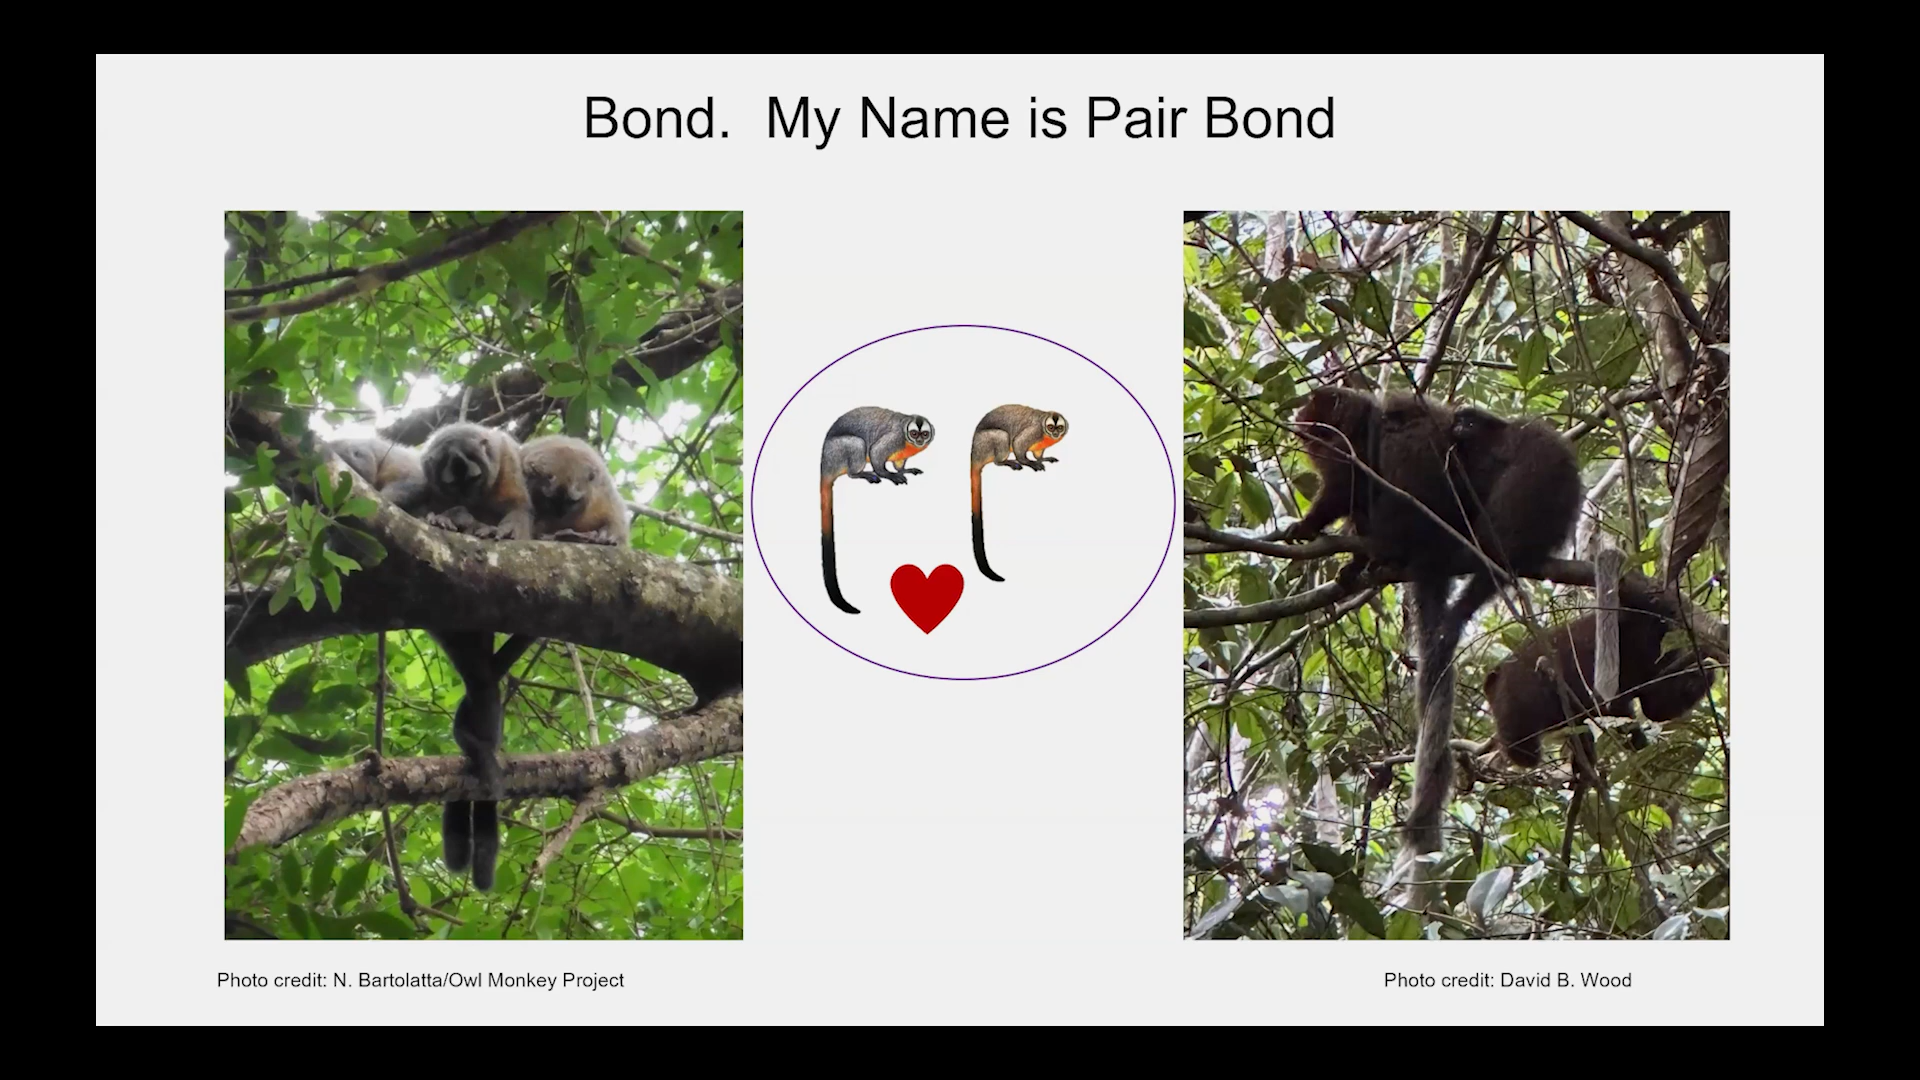 Bond.  My Name is Pair Bond
Photo credit: N. Bartolatta/Owl Monkey Project
Photo credit: David B. Wood